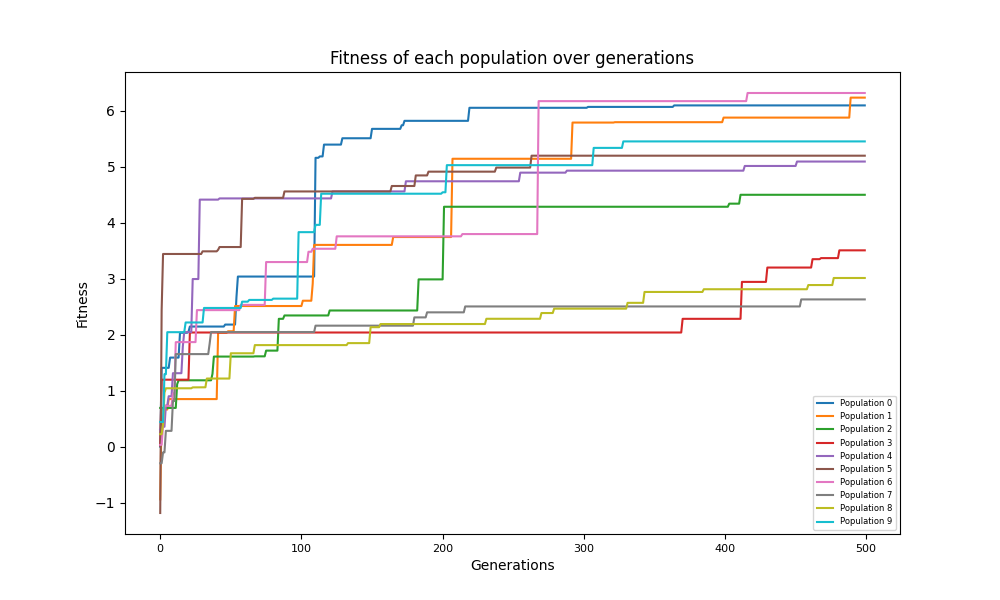 Fitness of each population over generations
Fitness
6
5
4
3
2
1
0
−1
0 100 200 300 400 500
Generations
Population 0
Population 1
Population 2
Population 3
Population 4
Population 5
Population 6
Population 7
Population 8
Population 9